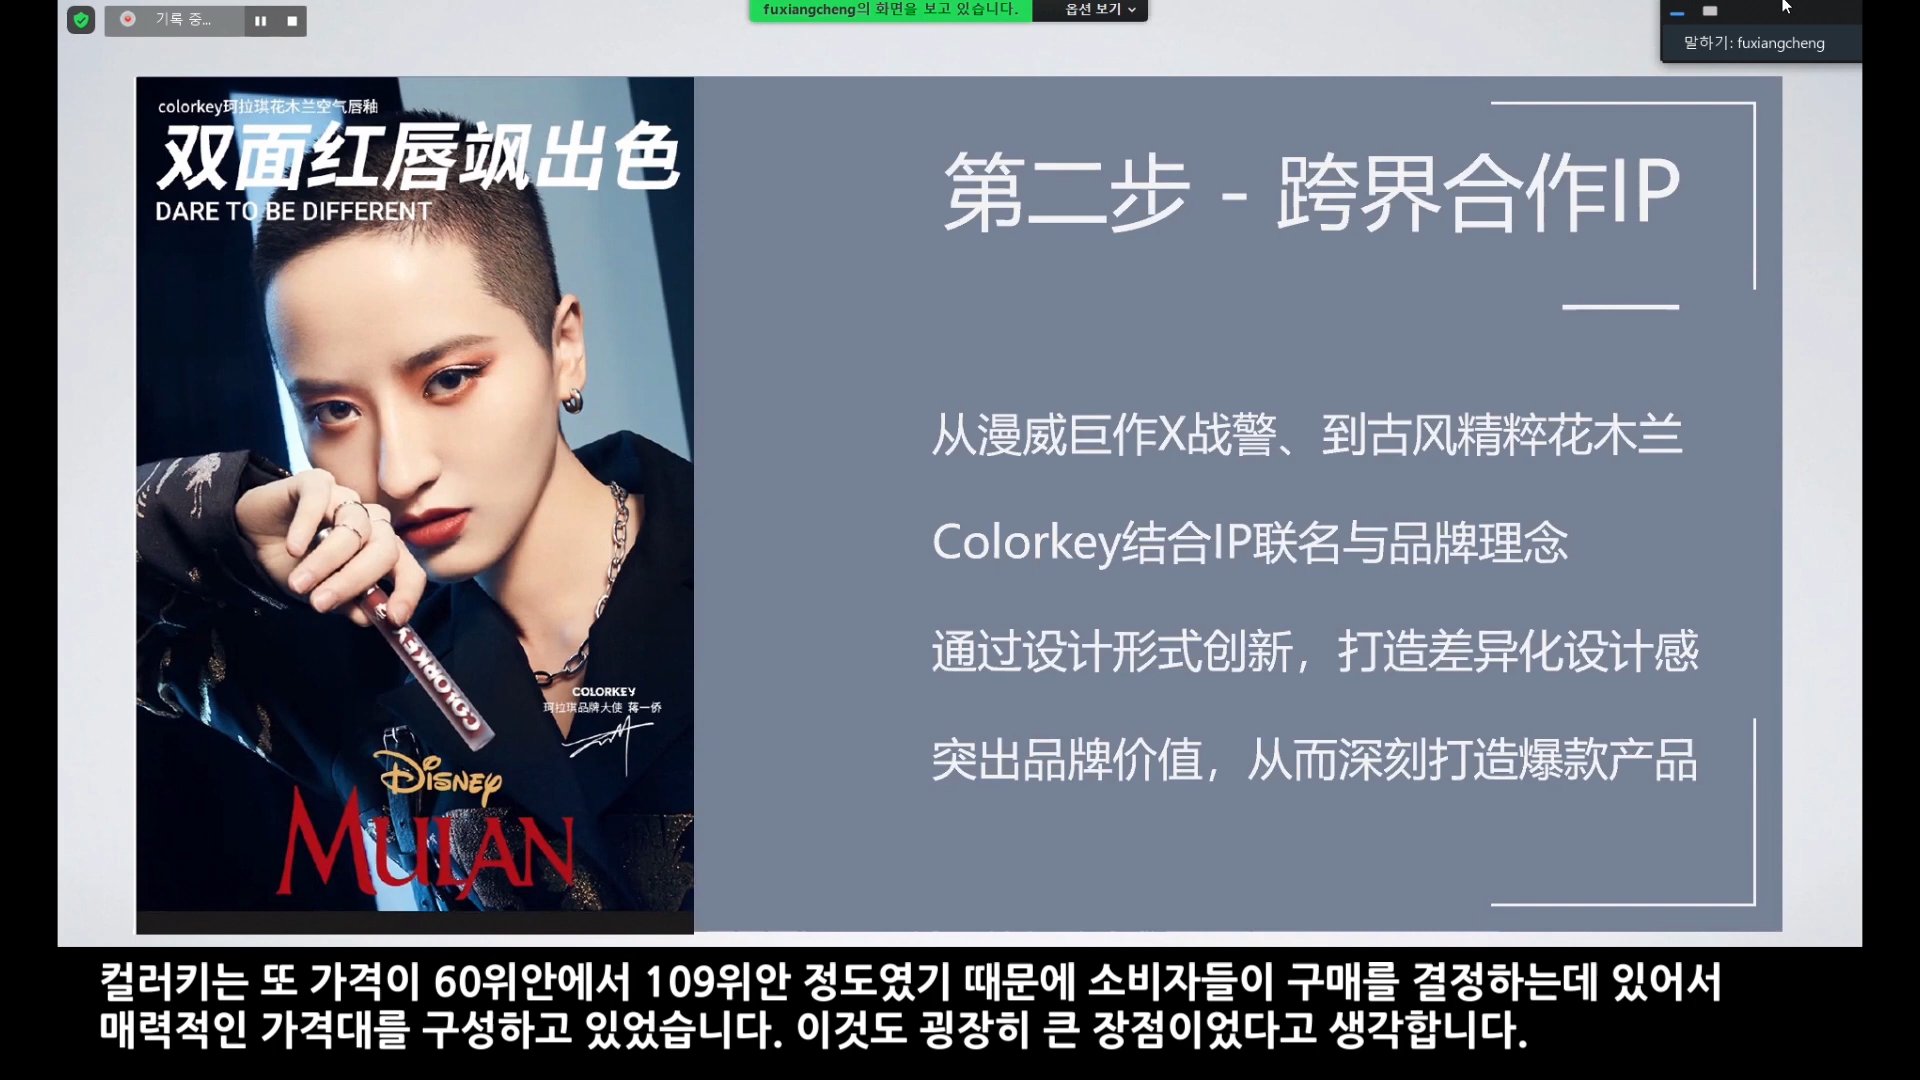 기록 중...
fuxiangcheng의 화면을 보고 있습니다.
옵션 보기
말하기: fuxiangcheng
colorkey珂拉琪花木兰空气唇釉
双面红唇飒出色
DARE TO BE DIFFERENT
COLORKEY
COLORKEY
珂拉琪品牌大使 蒋一侨
DISNEY
MULAN
第二步 - 跨界合作IP
从漫威巨作X战警、到古风精粹花木兰
Colorkey结合IP联名与品牌理念
通过设计形式创新，打造差异化设计感
突出品牌价值，从而深刻打造爆款产品
컬러키는 또 가격이 60위안에서 109위안 정도였기 때문에 소비자들이 구매를 결정하는데 있어서
매력적인 가격대를 구성하고 있었습니다. 이것도 굉장히 큰 장점이었다고 생각합니다.